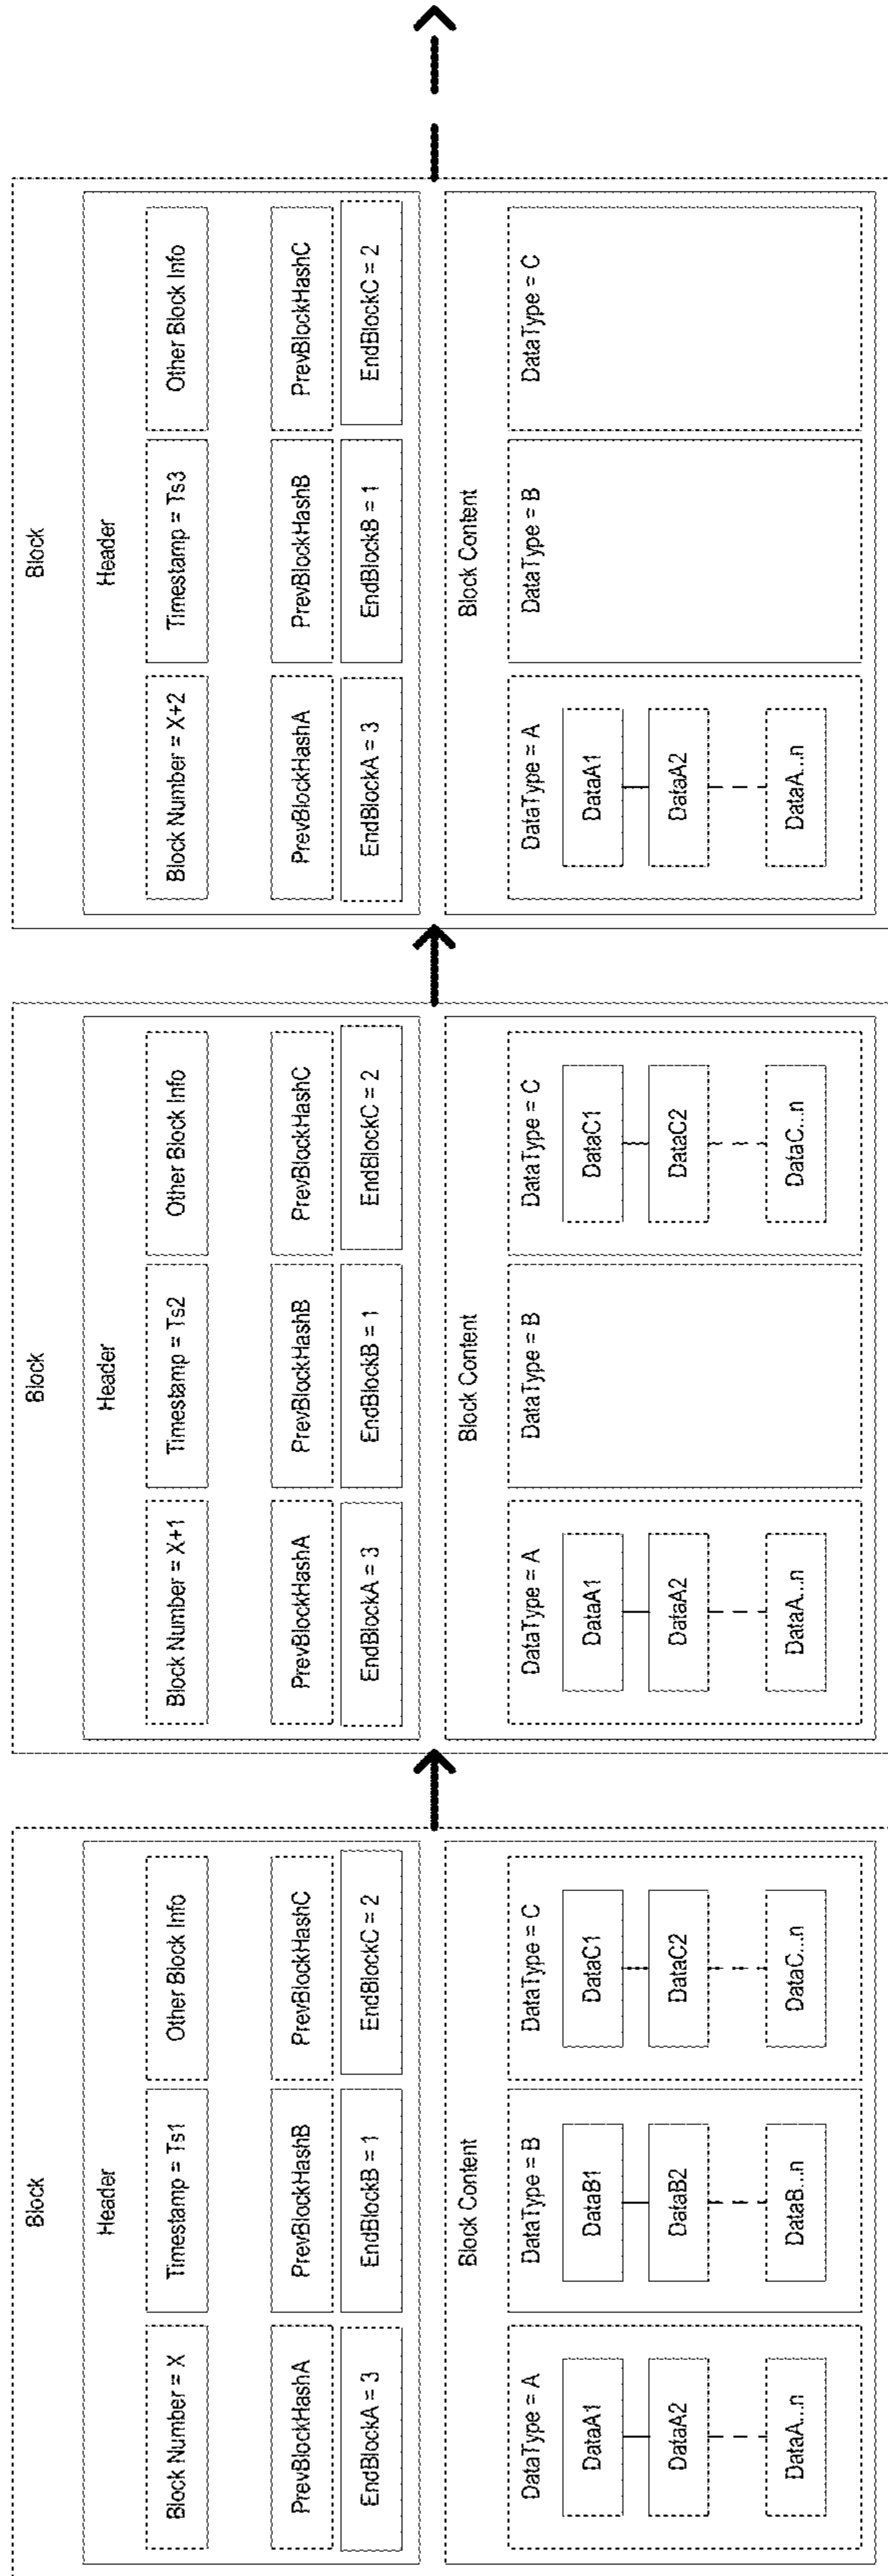 Block
Header
Block Number = X
Timestamp = Ts1
Other Block Info
PrevBlockHashA
PrevBlockHashB
PrevBlockHashC
EndBlockA = 3
EndBlockB = 1
EndBlockC = 2
Block Content
DataType = A
DataType = B
DataType = C
DataA1
DataB1
DataC1
DataA2
DataB2
DataC2
DataA...n
DataB...n
DataC...n
Block
Header
Block Number = X+1
Timestamp = Ts2
Other Block Info
PrevBlockHashA
PrevBlockHashB
PrevBlockHashC
EndBlockA = 3
EndBlockB = 1
EndBlockC = 2
Block Content
DataType = A
DataType = B
DataType = C
DataA1
DataC1
DataA2
DataC2
DataA..n
DataC...n
Block
Header
Block Number = X+2
Timestamp = Ts3
Other Block Info
PrevBlockHashA
PrevBlockHashB
PrevBlockHashC
EndBlockA = 3
EndBlockB = 1
EndBlockC = 2
Block Content
DataType = A
DataType = B
DataType = C
DataA1
DataA2
DataA..n